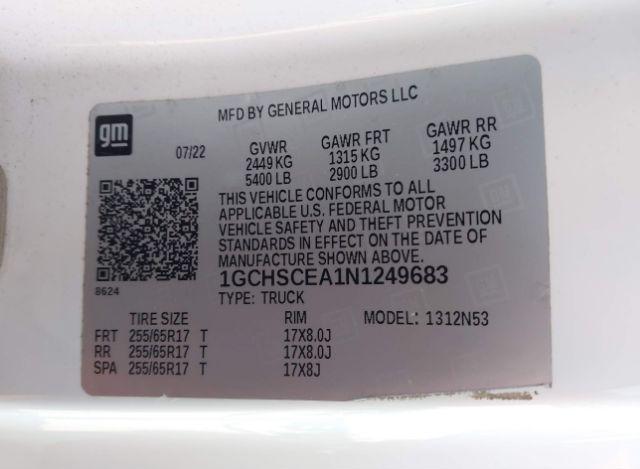 MFD BY GENERAL MOTORS LLC
gm
07/22 GVWR GAWR FRT GAWR RR
2449 KG 1315 KG 1497 KG
5400 LB 2900 LB 3300 LB
THIS VEHICLE CONFORMS TO ALL
APPLICABLE U.S. FEDERAL MOTOR
VEHICLE SAFETY AND THEFT PREVENTION
STANDARDS IN EFFECT ON THE DATE OF
MANUFACTURE SHOWN ABOVE.
1GCHSCEA1N1249683
8624
TYPE: TRUCK
TIRE SIZE RIM MODEL: 1312N53
FRT 255/65R17 T 17X8.0J
RR 255/65R17 T 17X8.0J
SPA 255/65R17 T 17X8J